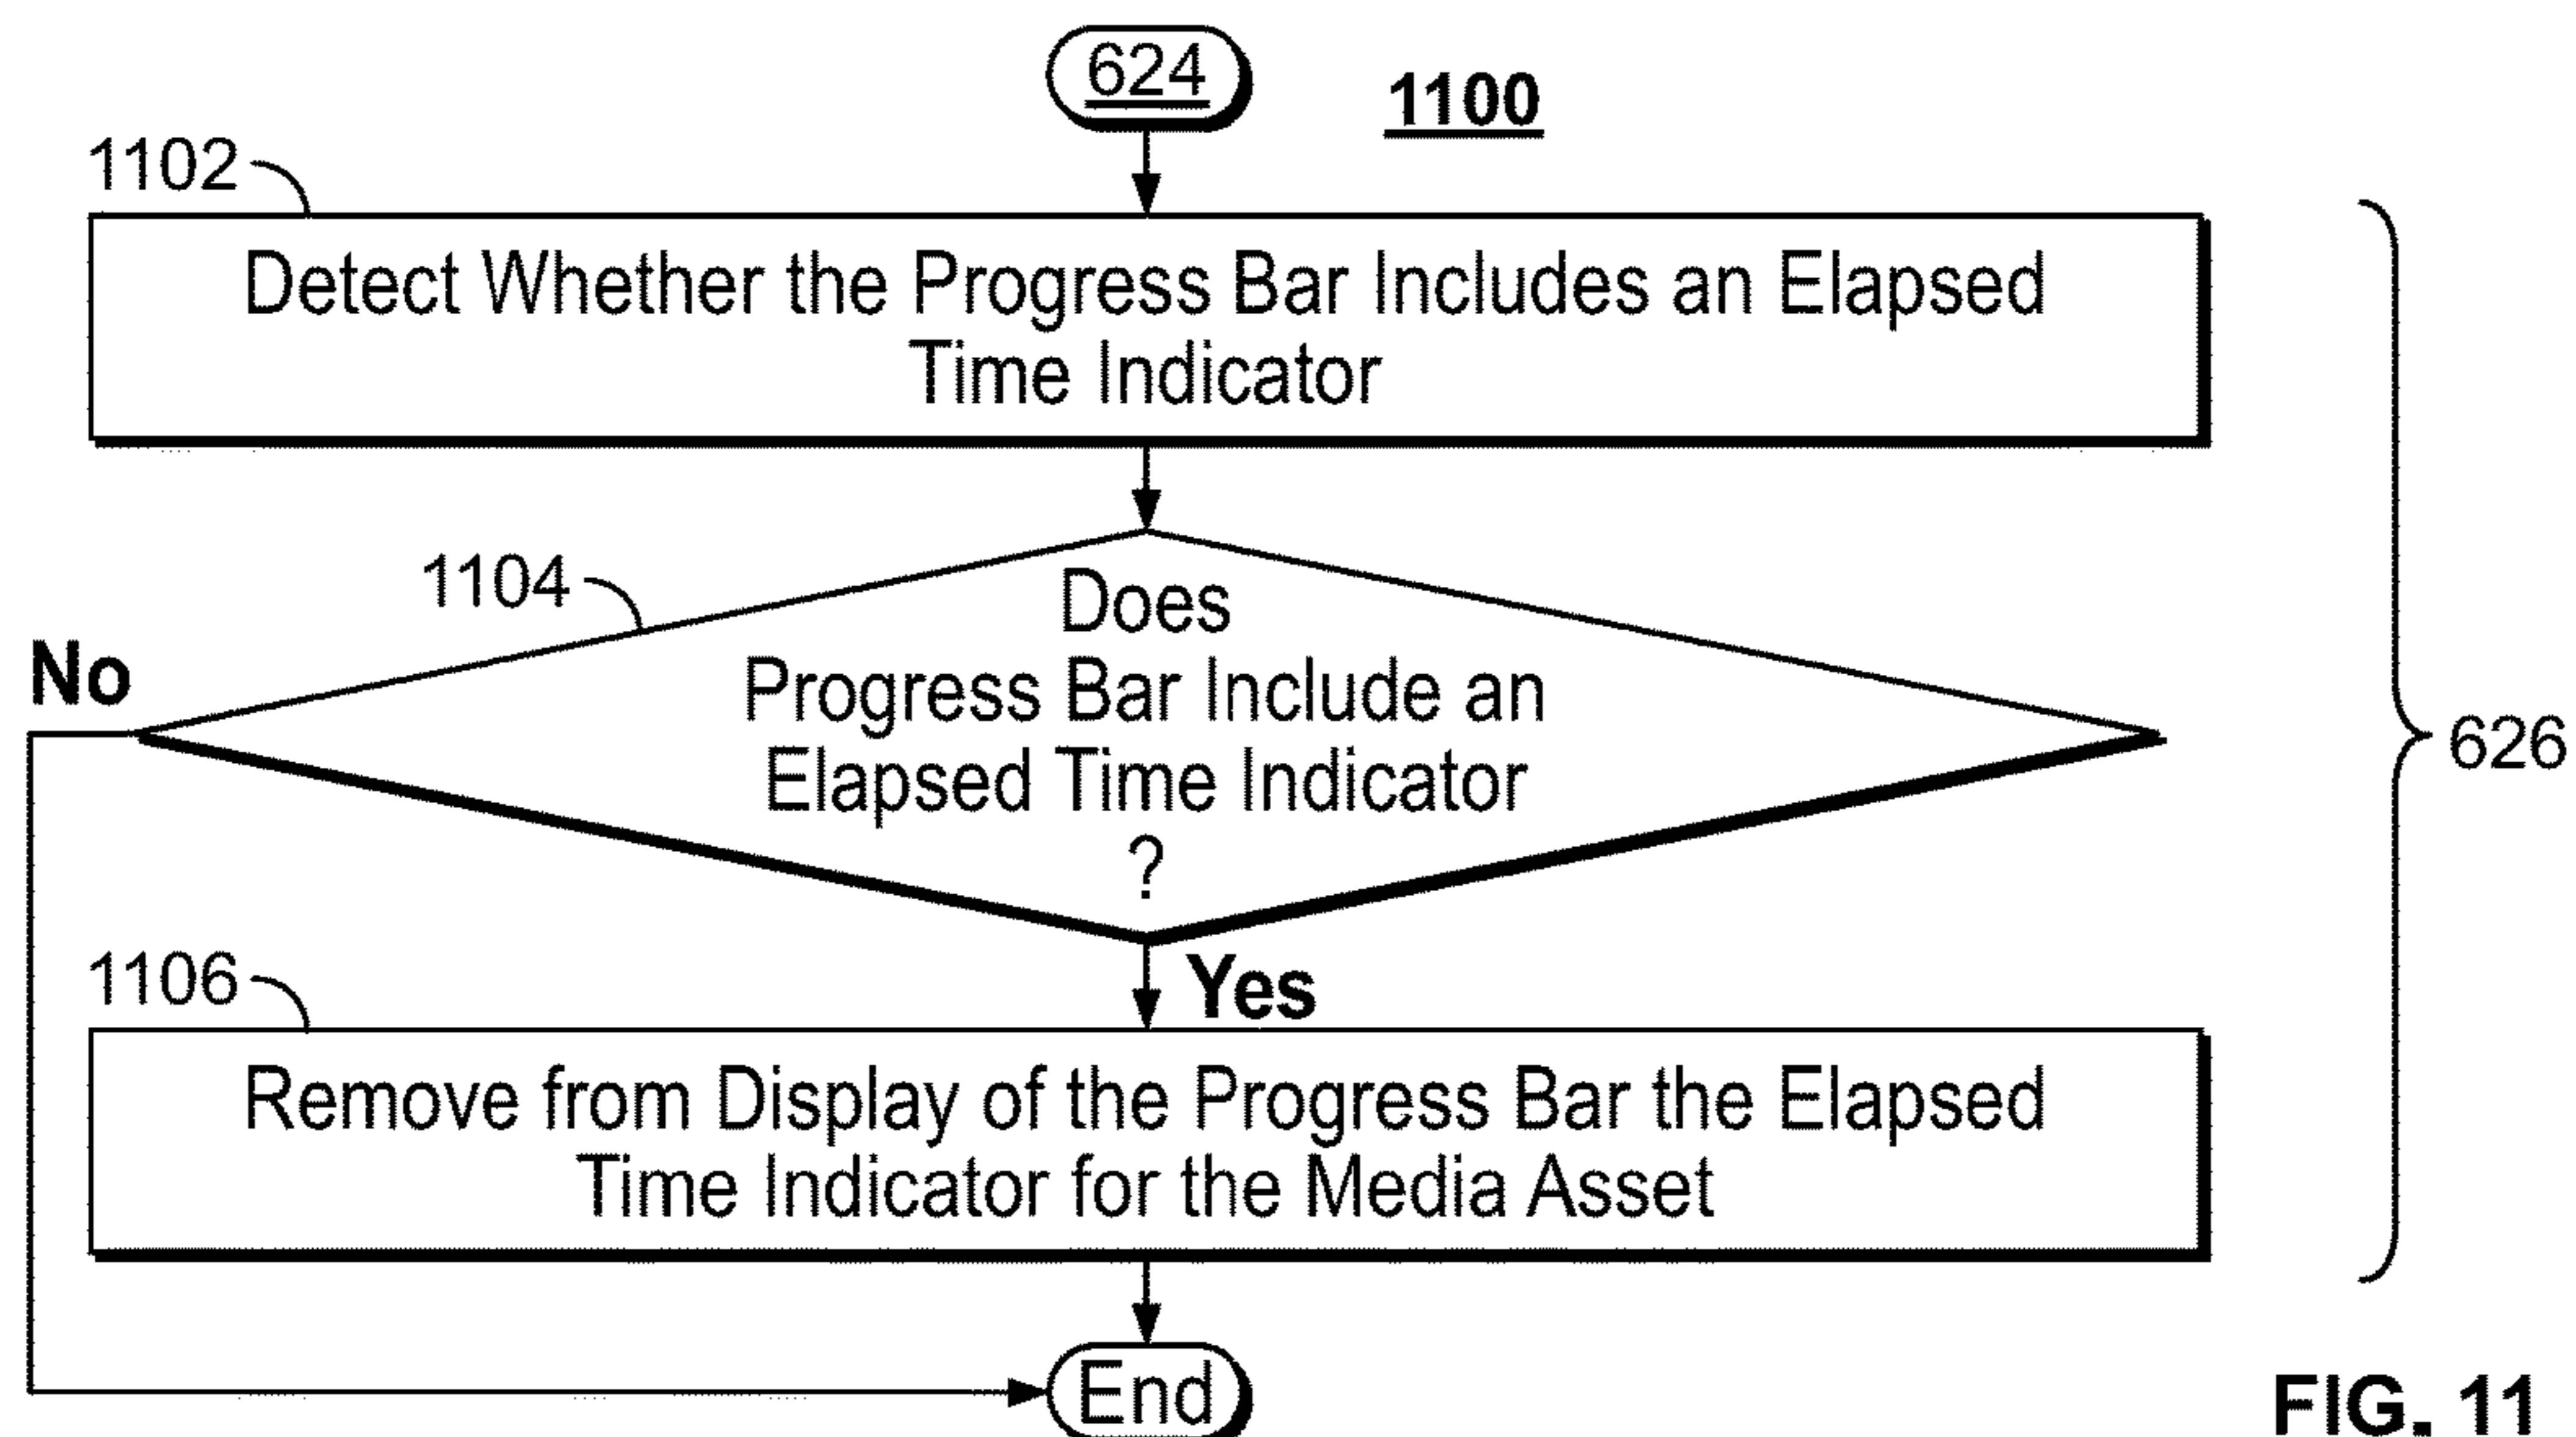 624
1100
1102
Detect Whether the Progress Bar Includes an Elapsed
Time Indicator
1104
Does
Progress Bar Include an
Elapsed Time Indicator
?
No
626
Yes
1106
Remove from Display of the Progress Bar the Elapsed
Time Indicator for the Media Asset
End
FIG. 11